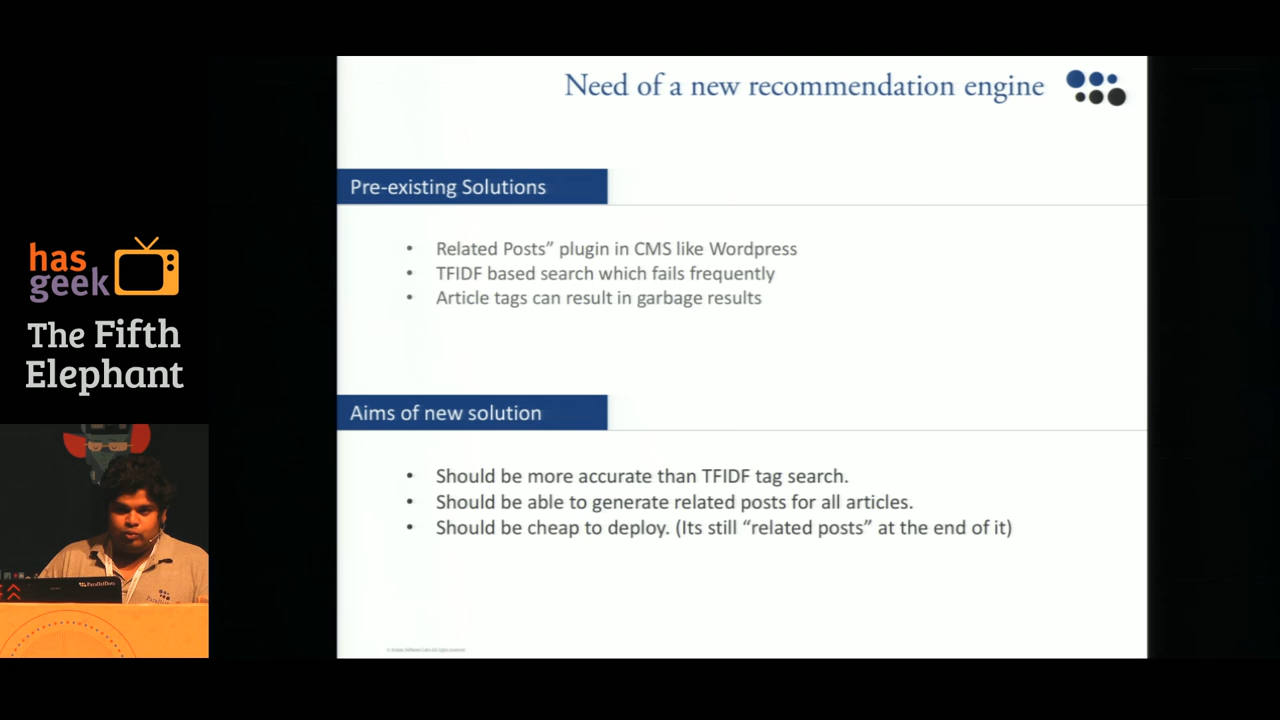 Need of a new recommendation engine
Pre-existing Solutions
• Related Posts” plugin in CMS like Wordpress
• TFIDF based search which fails frequently
• Article tags can result in garbage results
Aims of new solution
• Should be more accurate than TFIDF tag search.
• Should be able to generate related posts for all articles.
• Should be cheap to deploy. (Its still “related posts” at the end of it)
has
geek
The Fifth
Elephant
ParallelDots